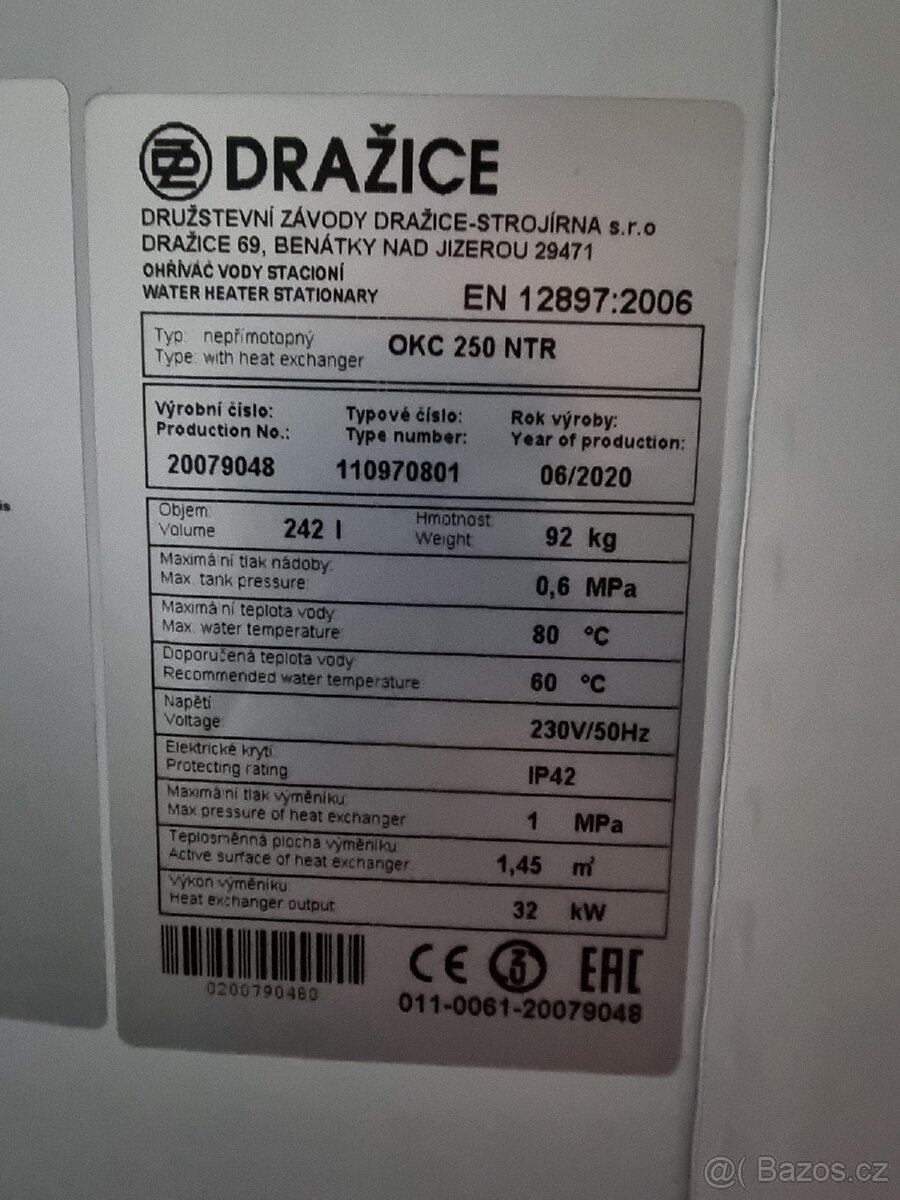 DRAŽICE
DRUŽSTEVNÍ ZÁVODY DRAŽICE-STROJÍRNA s.r.o
DRAŽICE 69, BENÁTKY NAD JIZEROU 29471
OHŘÍVAČ VODY STACIONÍ
WATER HEATER STATIONARY EN 12897:2006
Typ: nepřímotopný
Type: with heat exchanger OKC 250 NTR
Výrobní číslo: Typové číslo: Rok výroby:
Production No.: Type number: Year of production:
20079048 110970801 06/2020
Objem Hmotnost
Volume 242 l Weight 92 kg
Maximální tlak nádoby:
Max. tank pressure: 0,6 MPa
Maximální teplota vody:
Max. water temperature: 80 °C
Doporučená teplota vody:
Recommended water temperature 60 °C
Napětí
Voltage: 230V/50Hz
Elektrické krytí:
Protecting rating IP42
Maximální tlak výměníku:
Max pressure of heat exchanger 1 MPa
Teplosměnná plocha výměníku:
Active surface of heat exchanger: 1,45 m²
Výkon výměníku:
Heat exchanger output: 32 kW
0200790480
CE 3 EAC
011-0061-20079048
is
@( Bazos.cz